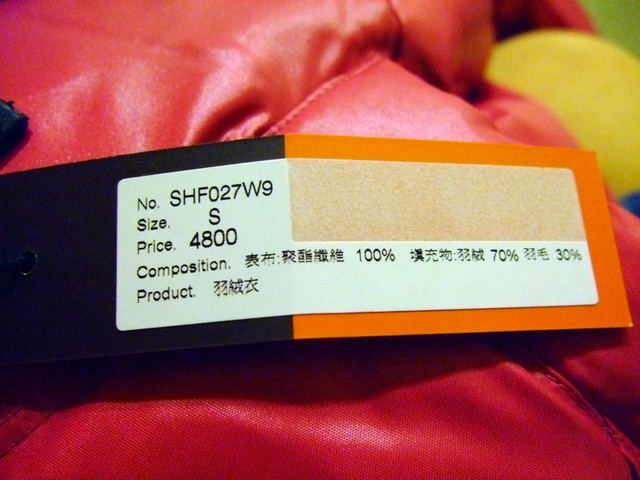 No. SHF027W9
Size. S
Price. 4800
Composition. 表布:聚酯纖維 100% 填充物:羽絨 70% 羽毛 30%
Product. 羽絨衣